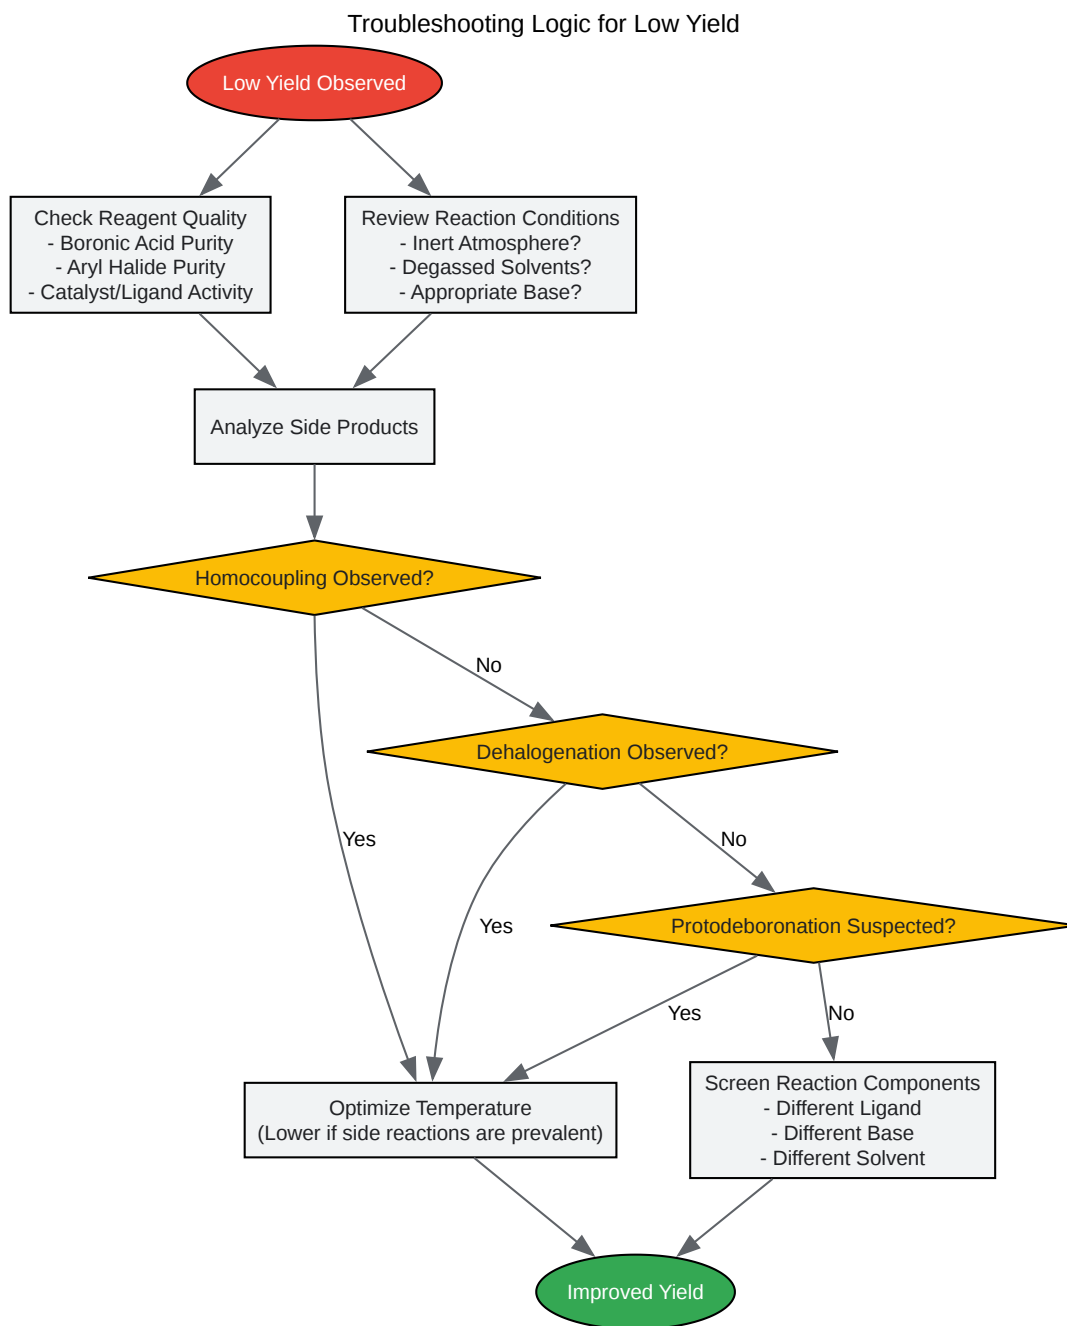 Troubleshooting Logic for Low Yield
Low Yield Observed
Check Reagent Quality
- Boronic Acid Purity
- Aryl Halide Purity
- Catalyst/Ligand Activity
Review Reaction Conditions
- Inert Atmosphere?
- Degassed Solvents?
- Appropriate Base?
Analyze Side Products
Homocoupling Observed?
No
Dehalogenation Observed?
Yes
No
Yes
Protodeboronation Suspected?
Yes
No
Optimize Temperature
(Lower if side reactions are prevalent)
Screen Reaction Components
- Different Ligand
- Different Base
- Different Solvent
Improved Yield